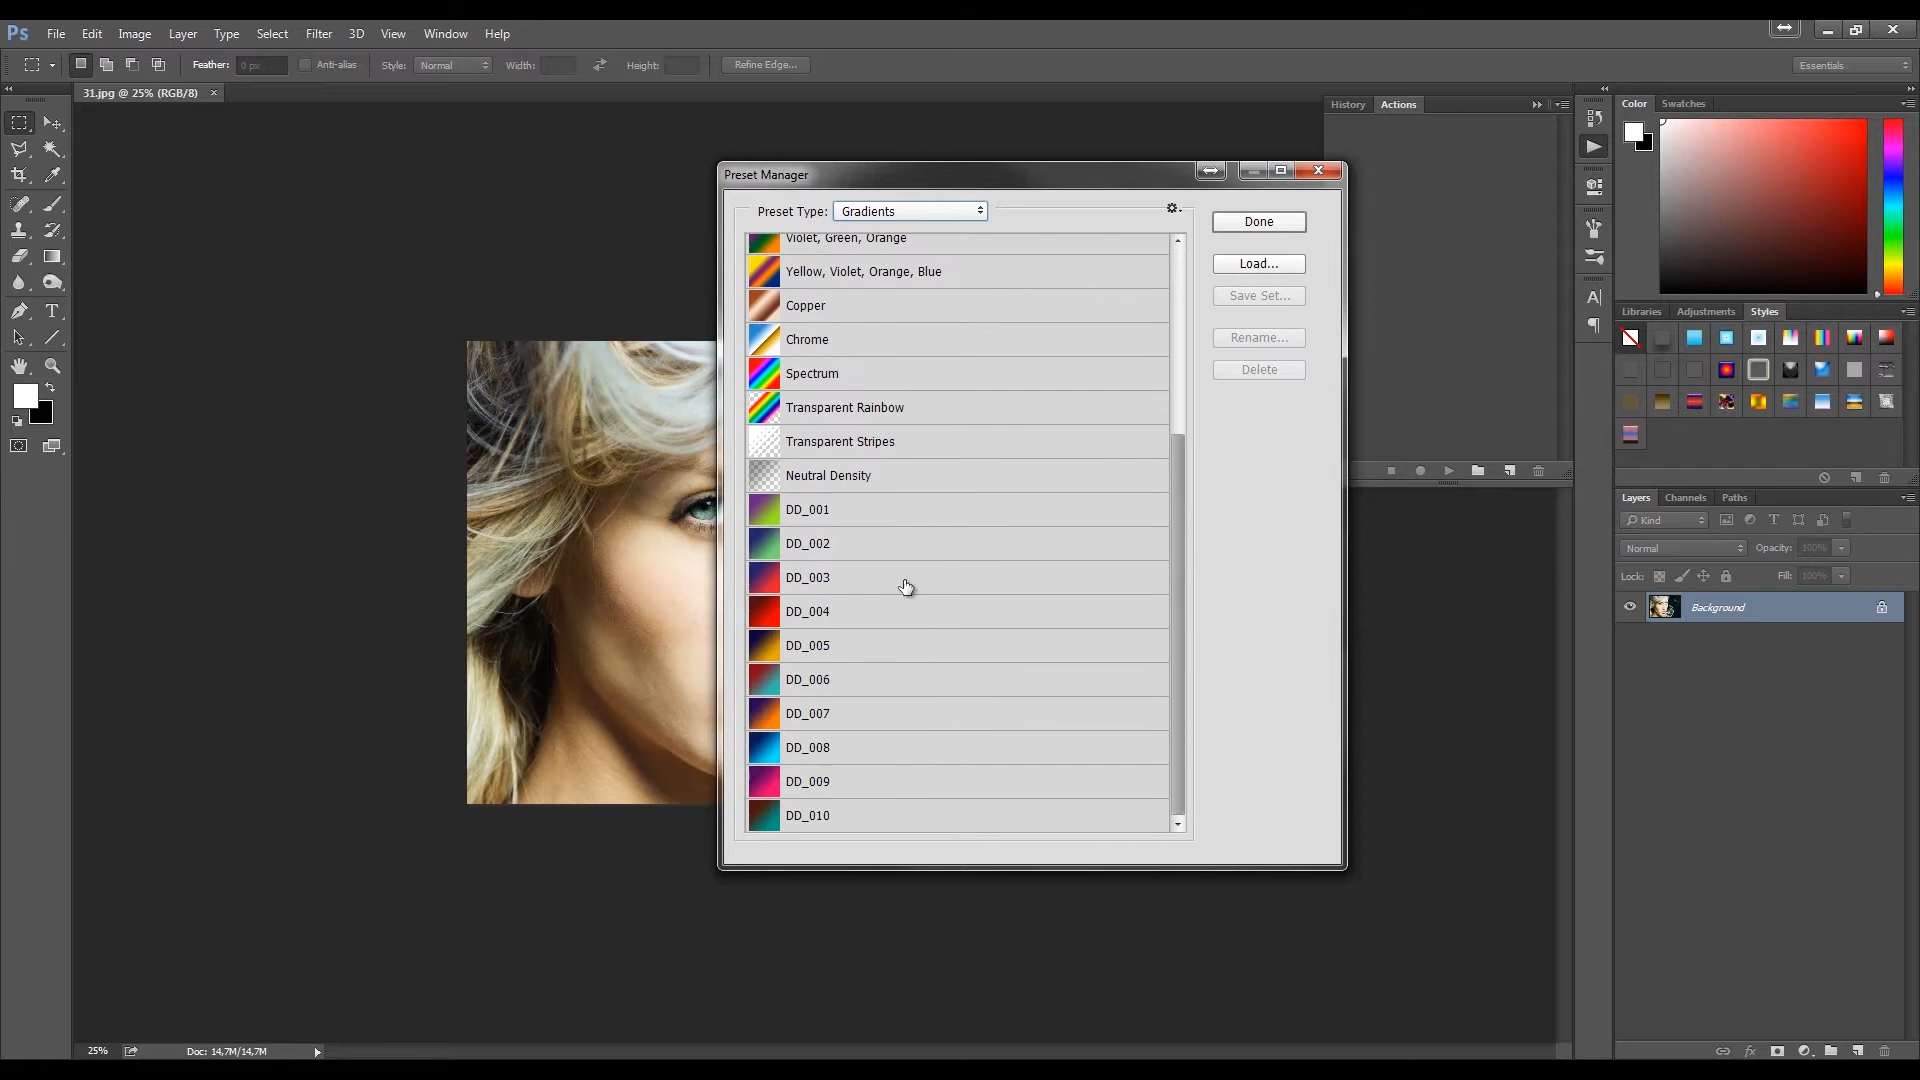 Ps File Edit Image Layer Type Select Filter 3D View Window Help
Feather: 0 px Anti-alias Style: Normal Width: Height: Refine Edge... Essentials
31.jpg @ 25% (RGB/8) ×
History Actions
Color Swatches
Preset Manager
Preset Type: Gradients
Done
Load...
Save Set...
Rename...
Delete
Violet, Green, Orange
Yellow, Violet, Orange, Blue
Copper
Chrome
Spectrum
Transparent Rainbow
Transparent Stripes
Neutral Density
DD_001
DD_002
DD_003
DD_004
DD_005
DD_006
DD_007
DD_008
DD_009
DD_010
Libraries Adjustments Styles
Layers Channels Paths
Kind
Normal Opacity: 100%
Lock: Fill: 100%
Background
25% Doc: 14,7M/14,7M